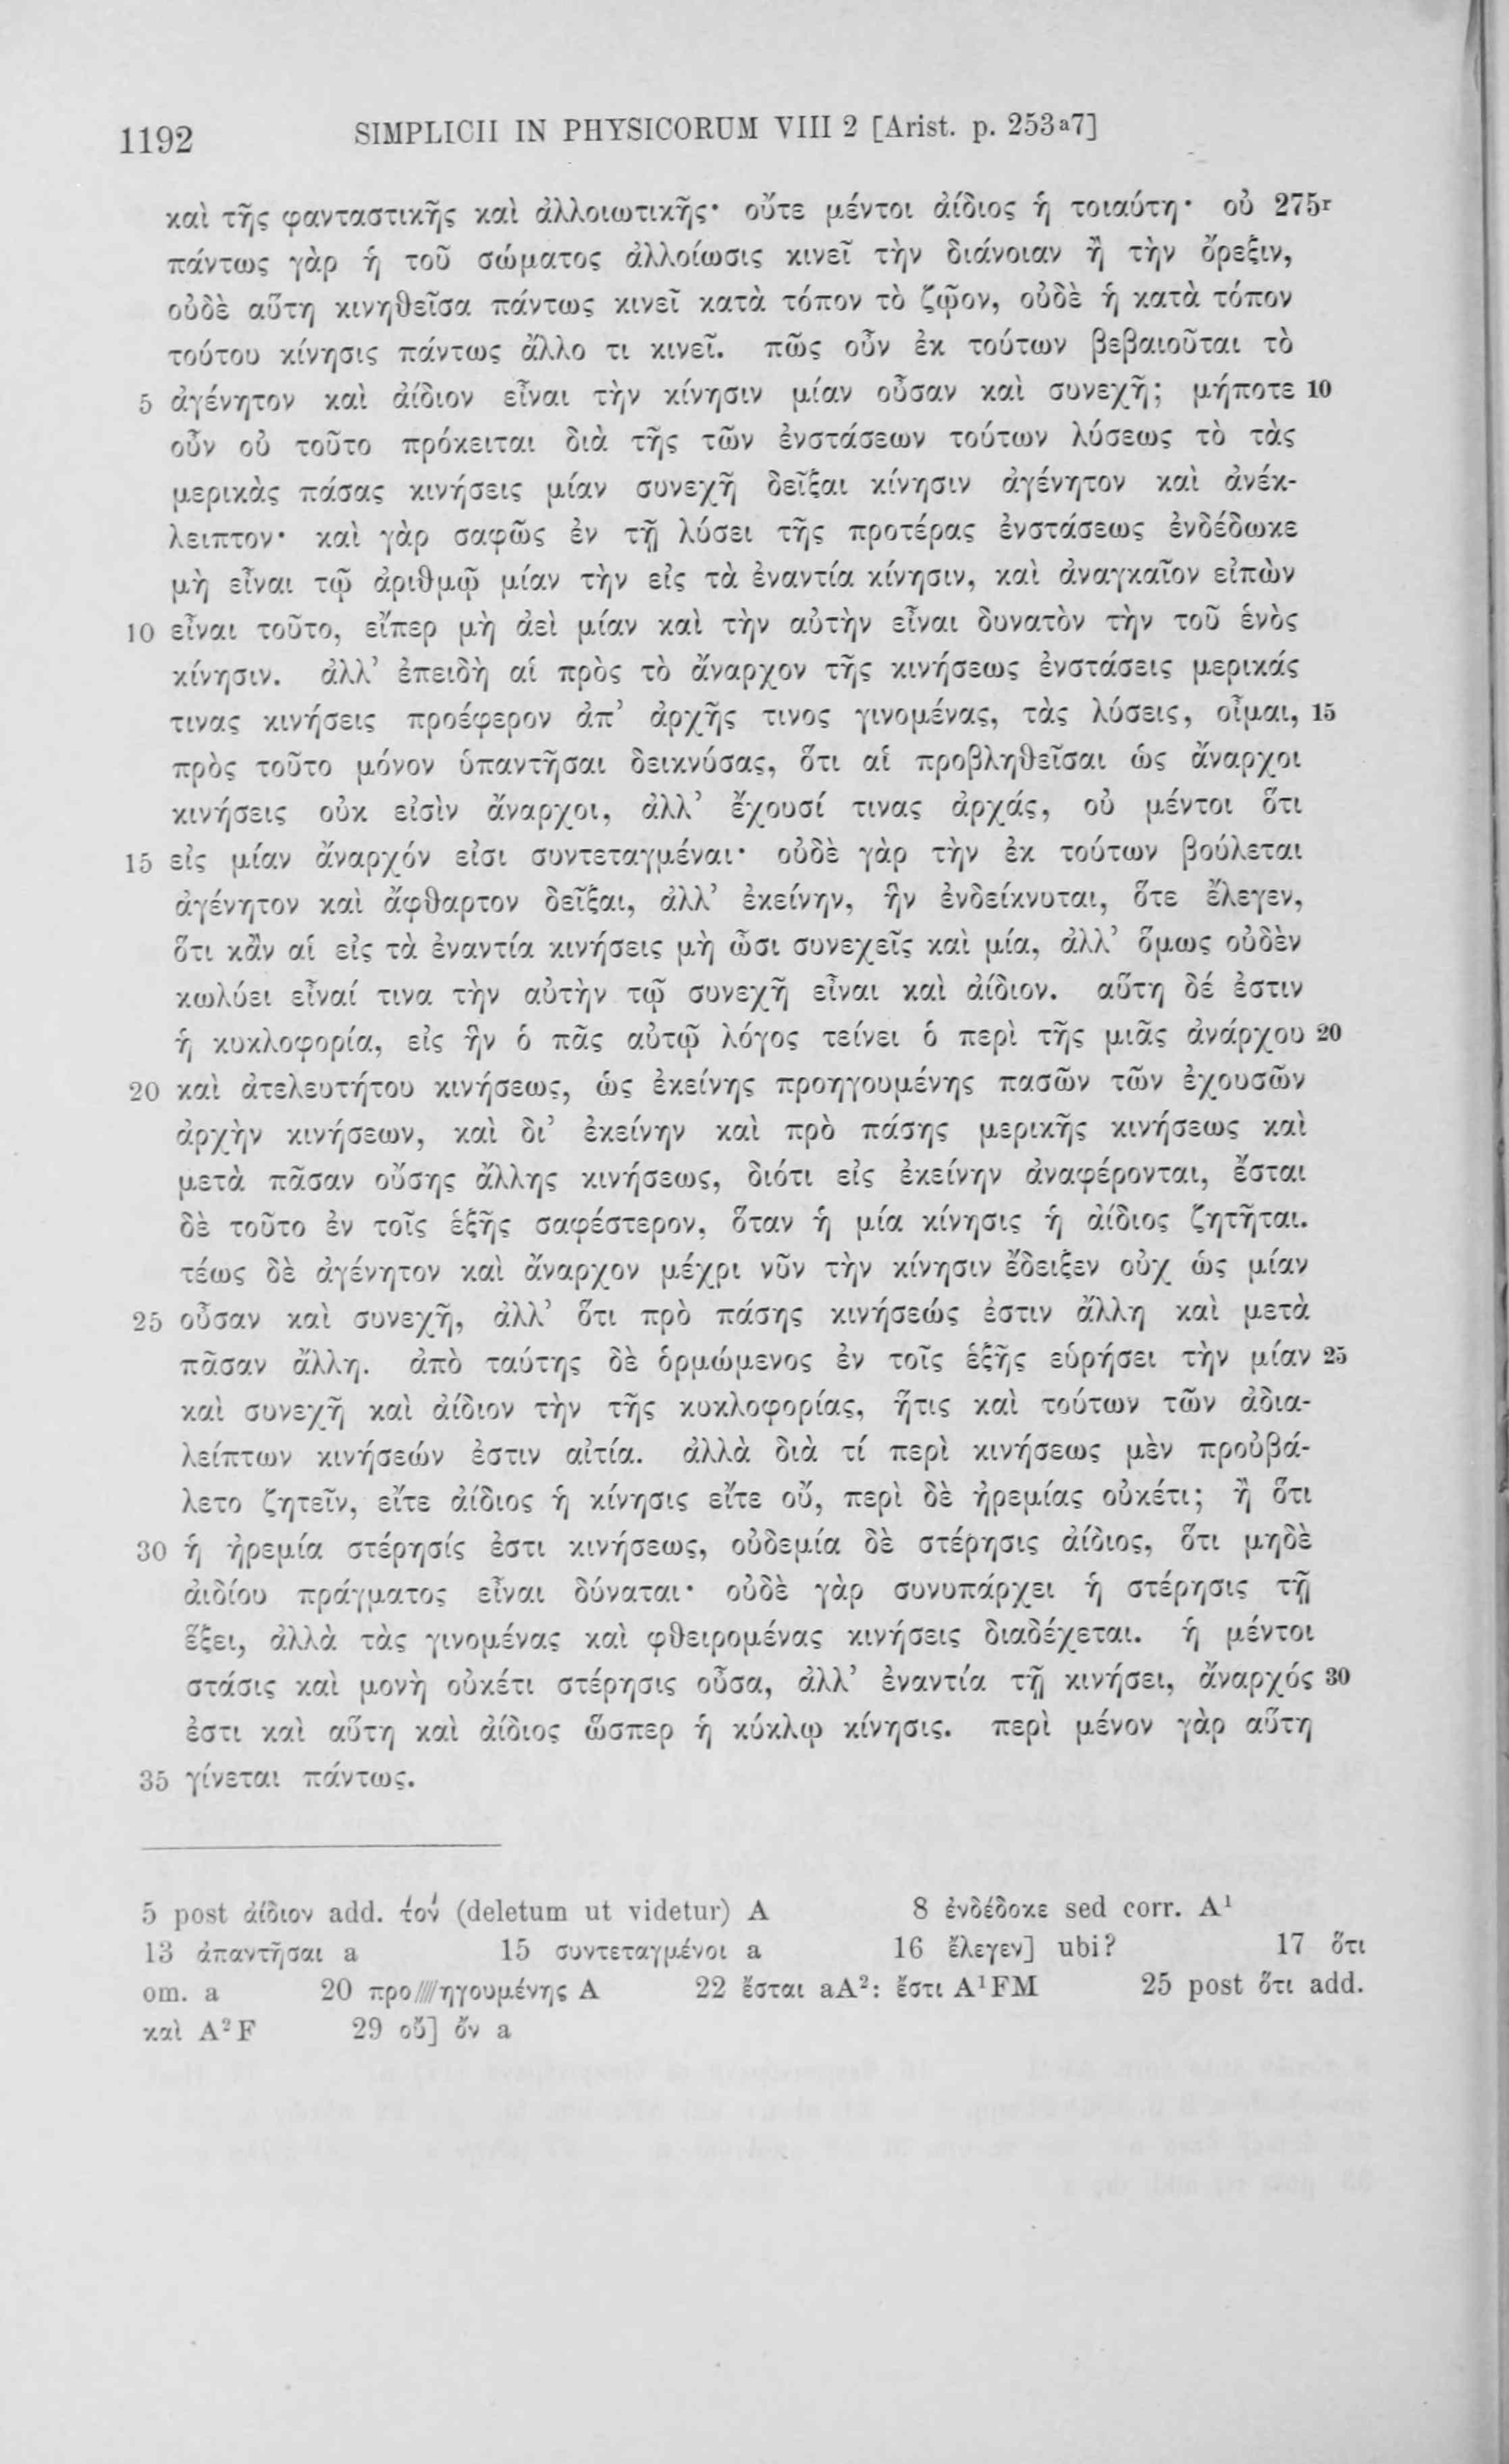 1192 SIMPLICII IN PHYSICORUM VIII 2 [Arist. p. 253a7]
καὶ τῆς φανταστικῆς καὶ ἀλλοιωτικῆς· οὔτε μέντοι ἀίδιος ἡ τοιαύτη· οὐ 275r
πάντως γὰρ ἡ τοῦ σώματος ἀλλοίωσις κινεῖ τὴν διάνοιαν ἢ τὴν ὄρεξιν,
οὐδὲ αὕτη κινηθεῖσα πάντως κινεῖ κατὰ τόπον τὸ ζῷον, οὐδὲ ἡ κατὰ τόπον
τούτου κίνησις πάντως ἄλλο τι κινεῖ. πῶς οὖν ἐκ τούτων βεβαιοῦται τὸ
5 ἀγένητον καὶ ἀίδιον εἶναι τὴν κίνησιν μίαν οὖσαν καὶ συνεχῆ; μήποτε 10
οὖν οὐ τοῦτο πρόκειται διὰ τῆς τῶν ἐνστάσεων τούτων λύσεως τὸ τὰς
μερικὰς πάσας κινήσεις μίαν συνεχῆ δεῖξαι κίνησιν ἀγένητον καὶ ἀνέκ-
λειπτον· καὶ γὰρ σαφῶς ἐν τῇ λύσει τῆς προτέρας ἐνστάσεως ἐνδέδωκε
μὴ εἶναι τῷ ἀριθμῷ μίαν τὴν εἰς τὰ ἐναντία κίνησιν, καὶ ἀναγκαῖον εἰπὼν
10 εἶναι τοῦτο, εἴπερ μὴ ἀεὶ μίαν καὶ τὴν αὐτὴν εἶναι δυνατὸν τὴν τοῦ ἑνὸς
κίνησιν. ἀλλ’ ἐπειδὴ αἱ πρὸς τὸ ἄναρχον τῆς κινήσεως ἐνστάσεις μερικάς
τινας κινήσεις προέφερον ἀπ’ ἀρχῆς τινος γινομένας, τὰς λύσεις, οἶμαι, 15
πρὸς τοῦτο μόνον ὑπαντῆσαι δεικνύσας, ὅτι αἱ προβληθεῖσαι ὡς ἄναρχοι
κινήσεις οὐκ εἰσὶν ἄναρχοι, ἀλλ’ ἔχουσί τινας ἀρχάς, οὐ μέντοι ὅτι
15 εἰς μίαν ἄναρχόν εἰσι συντεταγμέναι· οὐδὲ γὰρ τὴν ἐκ τούτων βούλεται
ἀγένητον καὶ ἄφθαρτον δεῖξαι, ἀλλ’ ἐκείνην, ἣν ἐνδείκνυται, ὅτε ἔλεγεν,
ὅτι κἂν αἱ εἰς τὰ ἐναντία κινήσεις μὴ ὦσι συνεχεῖς καὶ μία, ἀλλ’ ὅμως οὐδὲν
κωλύει εἶναί τινα τὴν αὐτὴν τῷ συνεχῆ εἶναι καὶ ἀίδιον. αὕτη δέ ἐστιν
ἡ κυκλοφορία, εἰς ἣν ὁ πᾶς αὐτῷ λόγος τείνει ὁ περὶ τῆς μιᾶς ἀνάρχου 20
20 καὶ ἀτελευτήτου κινήσεως, ὡς ἐκείνης προηγουμένης πασῶν τῶν ἐχουσῶν
ἀρχὴν κινήσεων, καὶ δι’ ἐκείνην καὶ πρὸ πάσης μερικῆς κινήσεως καὶ
μετὰ πᾶσαν οὔσης ἄλλης κινήσεως, διότι εἰς ἐκείνην ἀναφέρονται, ἔσται
δὲ τοῦτο ἐν τοῖς ἑξῆς σαφέστερον, ὅταν ἡ μία κίνησις ἡ ἀίδιος ζητῆται.
τέως δὲ ἀγένητον καὶ ἄναρχον μέχρι νῦν τὴν κίνησιν ἔδειξεν οὐχ ὡς μίαν
25 οὖσαν καὶ συνεχῆ, ἀλλ’ ὅτι πρὸ πάσης κινήσεώς ἐστιν ἄλλη καὶ μετὰ
πᾶσαν ἄλλη. ἀπὸ ταύτης δὲ ὁρμώμενος ἐν τοῖς ἑξῆς εὑρήσει τὴν μίαν 25
καὶ συνεχῆ καὶ ἀίδιον τὴν τῆς κυκλοφορίας, ἥτις καὶ τούτων τῶν ἀδια-
λείπτων κινήσεών ἐστιν αἰτία. ἀλλὰ διὰ τί περὶ κινήσεως μὲν προὐβά-
λετο ζητεῖν, εἴτε ἀίδιος ἡ κίνησις εἴτε οὔ, περὶ δὲ ἠρεμίας οὐκέτι; ἢ ὅτι
30 ἡ ἠρεμία στέρησίς ἐστι κινήσεως, οὐδεμία δὲ στέρησις ἀίδιος, ὅτι μηδὲ
ἀιδίου πράγματος εἶναι δύναται· οὐδὲ γὰρ συνυπάρχει ἡ στέρησις τῇ
ἕξει, ἀλλὰ τὰς γινομένας καὶ φθειρομένας κινήσεις διαδέχεται. ἡ μέντοι
στάσις καὶ μονὴ οὐκέτι στέρησις οὖσα, ἀλλ’ ἐναντία τῇ κινήσει, ἄναρχός 30
ἐστι καὶ αὕτη καὶ ἀίδιος ὥσπερ ἡ κύκλῳ κίνησις. περὶ μένον γὰρ αὕτη
35 γίνεται πάντως.
5 post ἀίδιον add. τὸν (deletum ut videtur) A 8 ἐνδέδοκε sed corr. A¹
13 ἀπαντῆσαι a 15 συντεταγμένοι a 16 ἔλεγεν] ubi? 17 ὅτι
om. a 20 προ/////ηγουμένης A 22 ἔσται aA²: ἔστι A¹FM 25 post ὅτι add.
καὶ A²F 29 οὔ] ὄν a